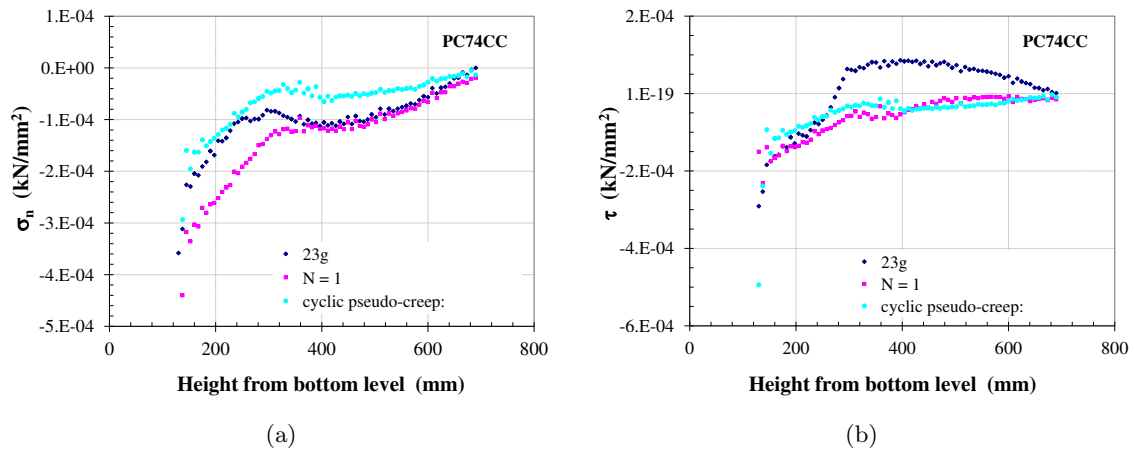 1.E-04
0.E+00
-1.E-04
-2.E-04
-3.E-04
-4.E-04
-5.E-04
σn (kN/mm²)
PC74CC
23g
N = 1
cyclic pseudo-creep:
0 200 400 600 800
Height from bottom level (mm)
(a)
2.E-04
1.E-19
-2.E-04
-4.E-04
-6.E-04
τ (kN/mm²)
PC74CC
23g
N = 1
cyclic pseudo-creep:
0 200 400 600 800
Height from bottom level (mm)
(b)